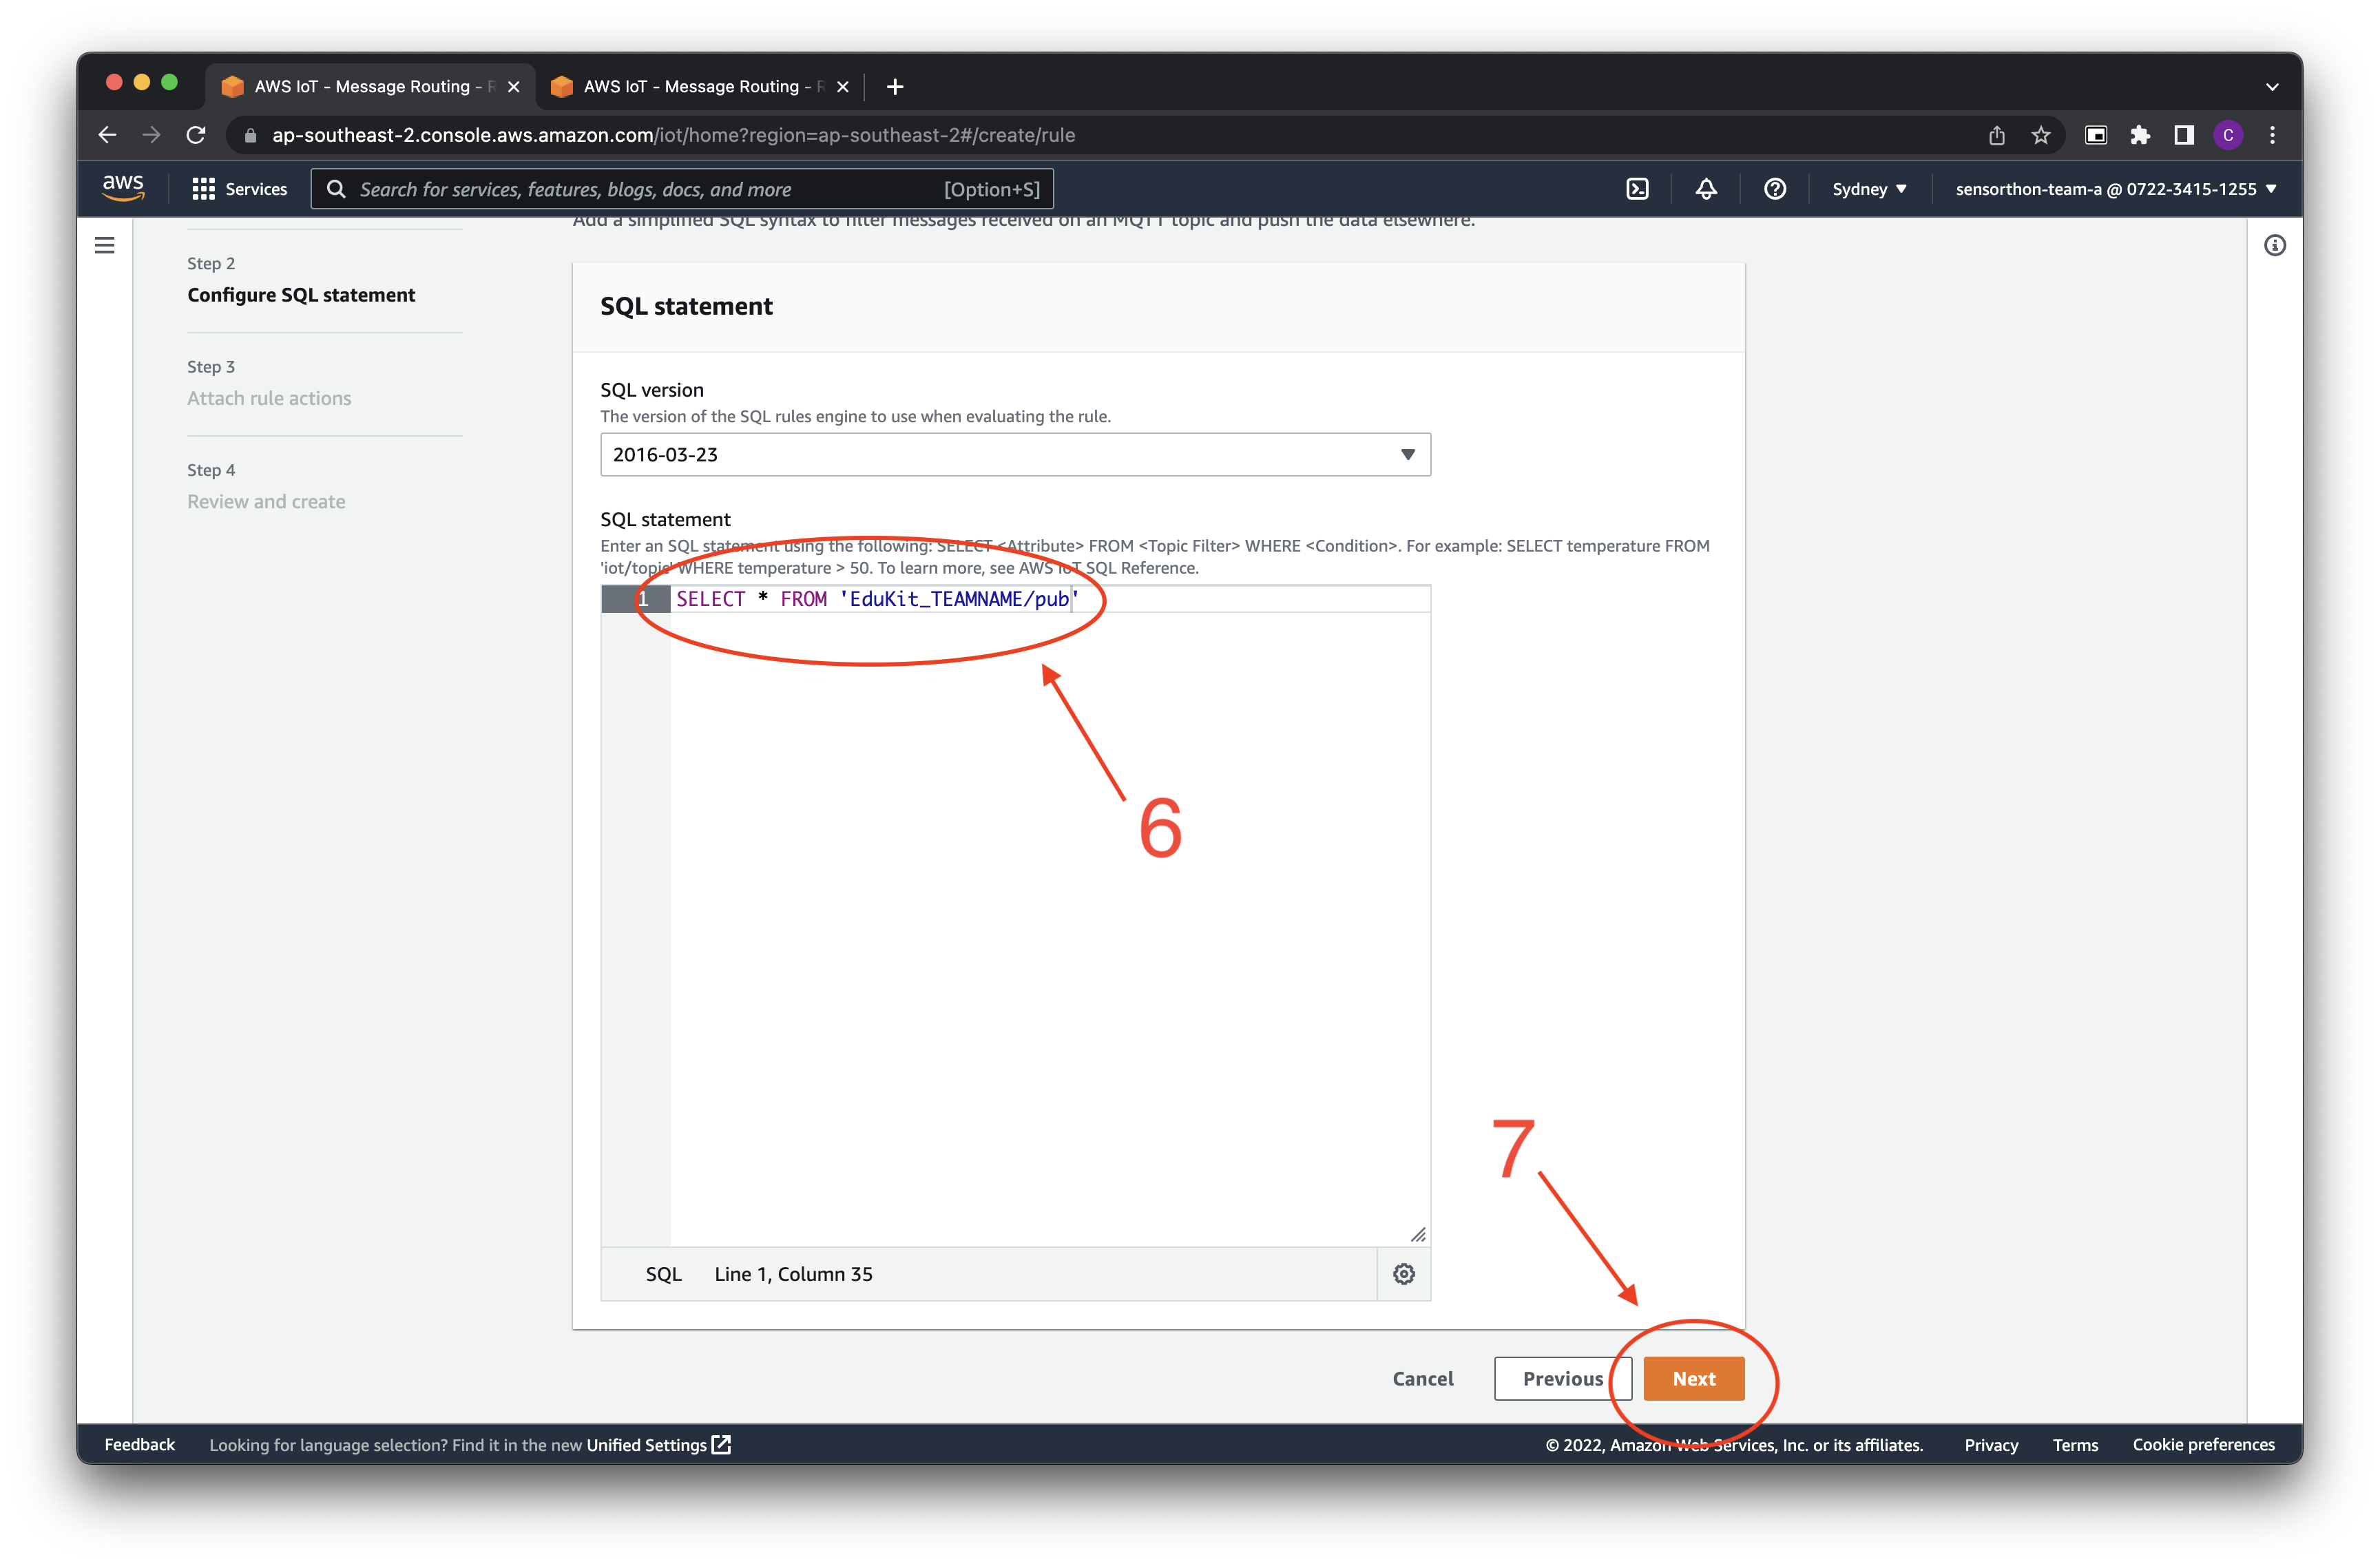 AWS IoT - Message Routing - R
AWS IoT - Message Routing - R
ap-southeast-2.console.aws.amazon.com/iot/home?region=ap-southeast-2#/create/rule
C
aws
Services
Search for services, features, blogs, docs, and more
[Option+S]
Sydney
sensorthon-team-a @ 0722-3415-1255
Add a simplified SQL syntax to filter messages received on an MQTT topic and push the data elsewhere.
Step 2
Configure SQL statement
Step 3
Attach rule actions
Step 4
Review and create
SQL statement
SQL version
The version of the SQL rules engine to use when evaluating the rule.
2016-03-23
SQL statement
Enter an SQL statement using the following: SELECT <Attribute> FROM <Topic Filter> WHERE <Condition>. For example: SELECT temperature FROM
'iot/topic' WHERE temperature > 50. To learn more, see AWS IoT SQL Reference.
1 SELECT * FROM 'EduKit_TEAMNAME/pub'
6
7
SQL Line 1, Column 35
Cancel
Previous
Next
Feedback
Looking for language selection? Find it in the new Unified Settings
© 2022, Amazon Web Services, Inc. or its affiliates.
Privacy
Terms
Cookie preferences